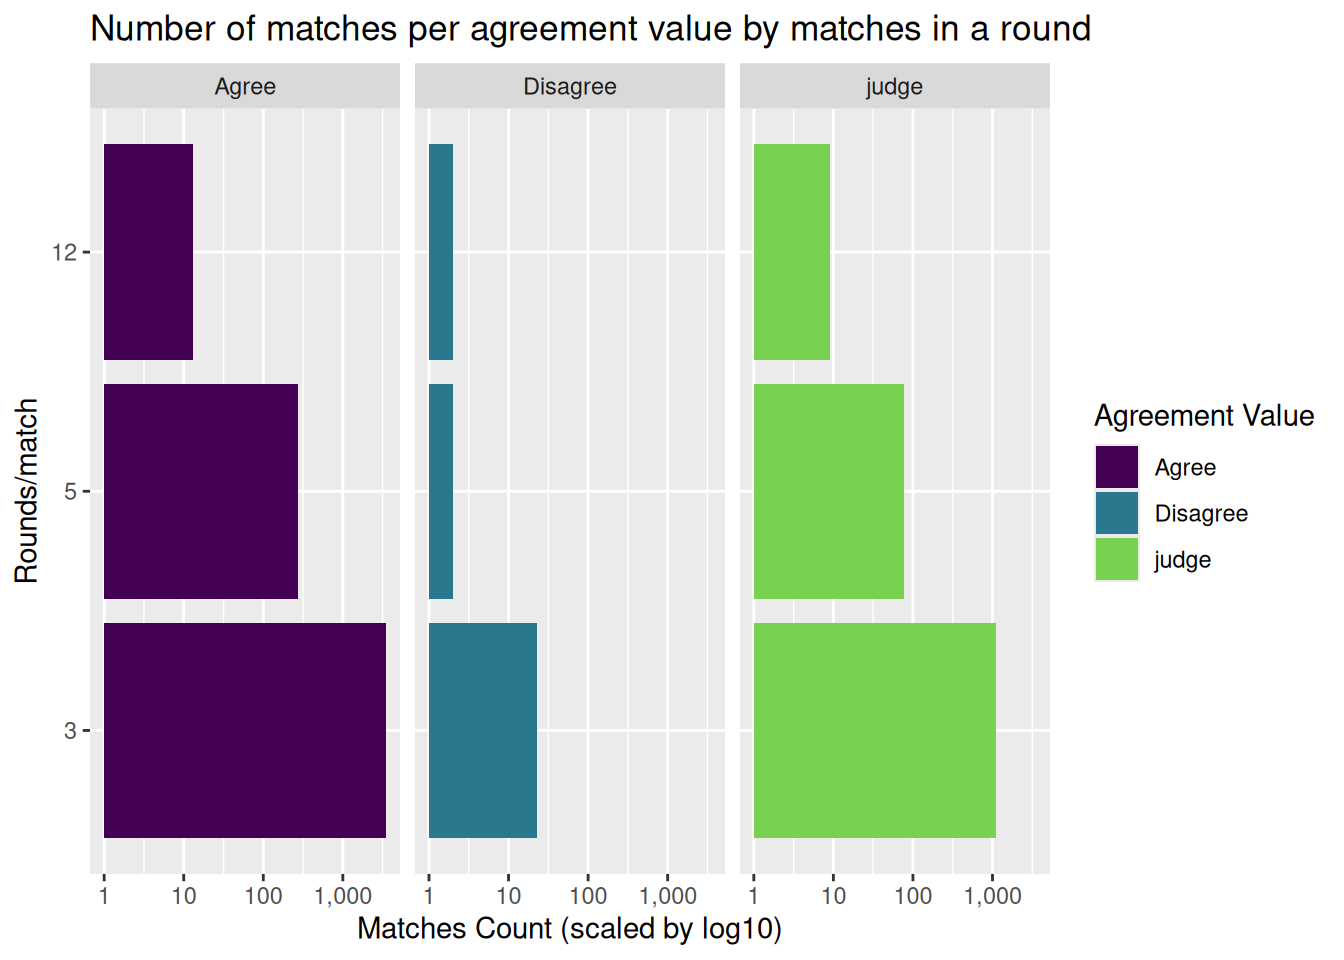 Number of matches per agreement value by matches in a round
Agree
Disagree
judge
12
5
3
Rounds/match
1 10 100 1,000
1 10 100 1,000
1 10 100 1,000
Matches Count (scaled by log10)
Agreement Value
Agree
Disagree
judge